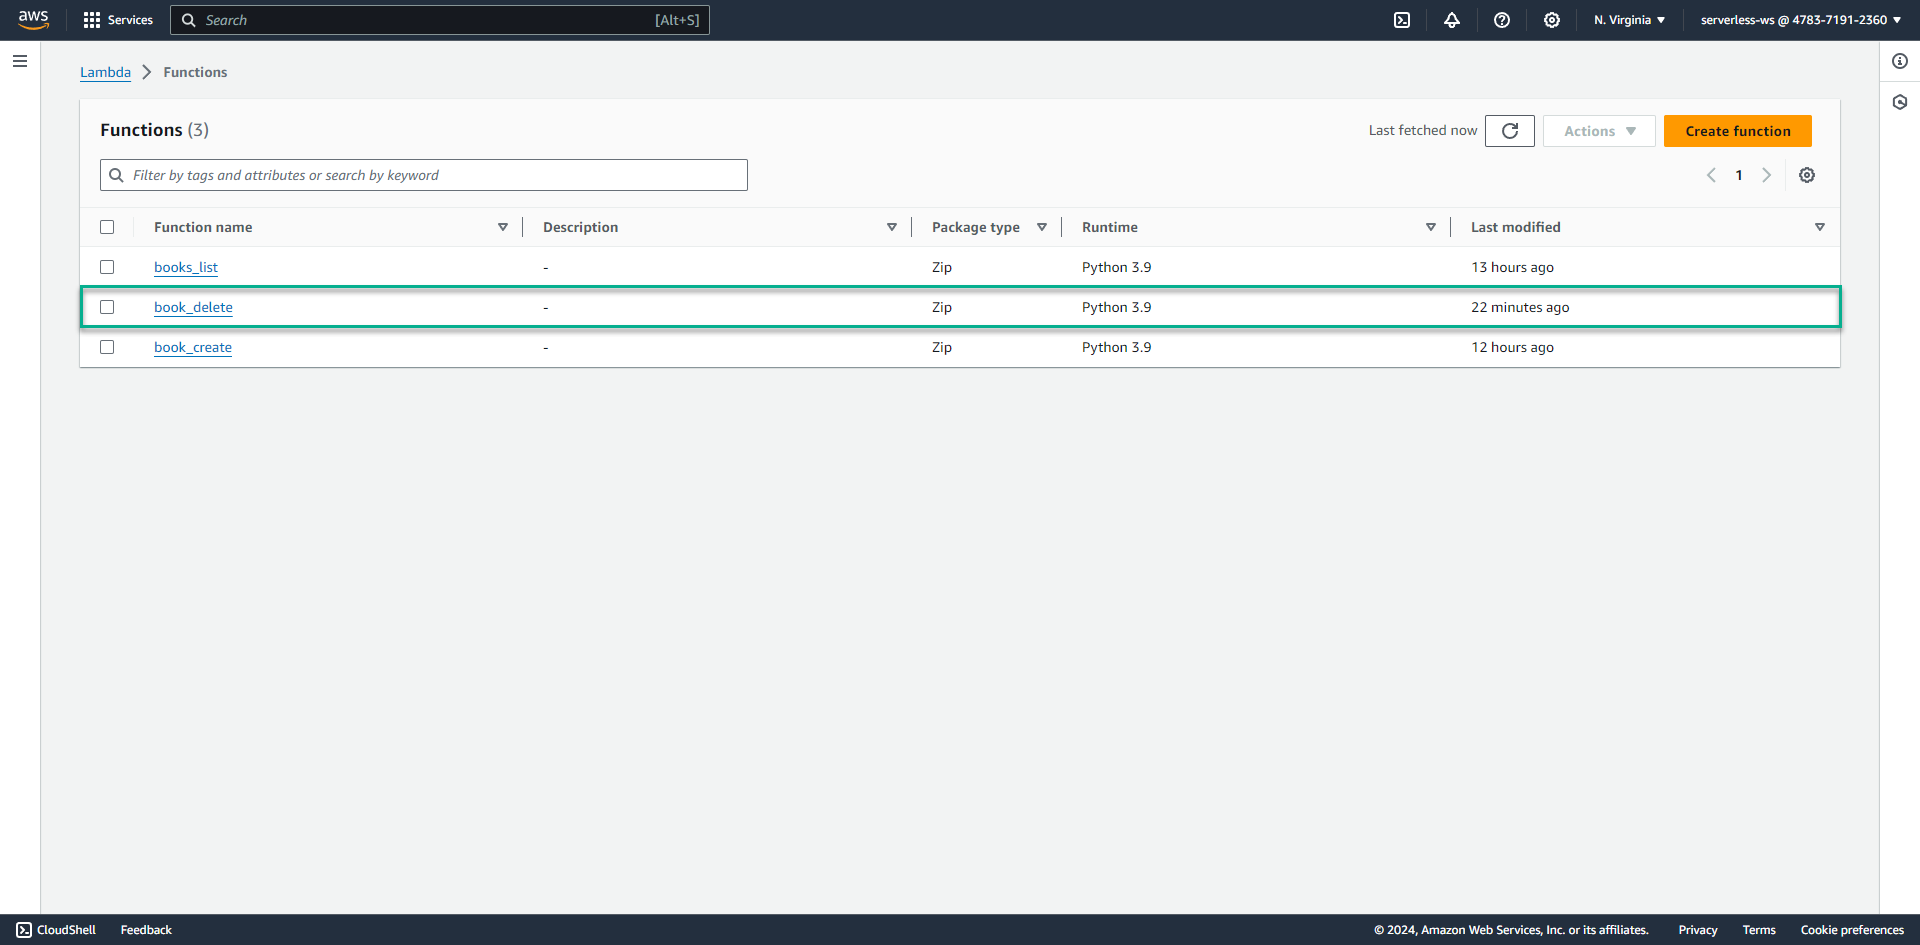 aws Services Search [Alt+S] N. Virginia serverless-ws @ 4783-7191-2360
Lambda Functions
Functions (3) Last fetched now Actions Create function
Filter by tags and attributes or search by keyword 1
Function name Description Package type Runtime Last modified
books_list - Zip Python 3.9 13 hours ago
book_delete - Zip Python 3.9 22 minutes ago
book_create - Zip Python 3.9 12 hours ago
CloudShell Feedback © 2024, Amazon Web Services, Inc. or its affiliates. Privacy Terms Cookie preferences